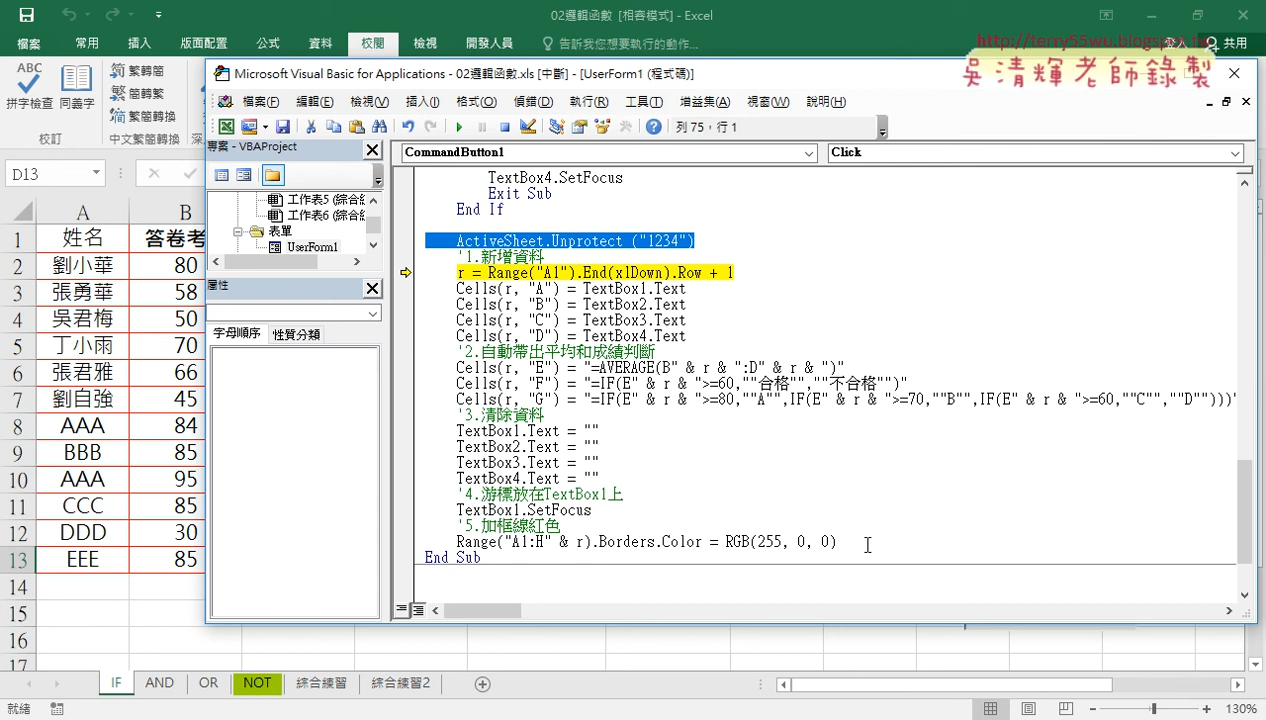 02邏輯函數 [相容模式] - Excel
檔案 常用 插入 版面配置 公式 資料 校閱 檢視 開發人員 告訴我您想要執行的動作... 登入 共用
http://terry55wu.blogspot.tw
吳清輝老師錄製
拼字檢查 同義字 繁轉簡
簡轉繁
繁簡轉換
校訂 中文繁簡轉換
Microsoft Visual Basic for Applications - 02邏輯函數.xls [中斷] - [UserForm1 (程式碼)]
檔案(F) 編輯(E) 檢視(V) 插入(I) 格式(O) 偵錯(D) 執行(R) 工具(T) 增益集(A) 視窗(W) 說明(H)
列 75，行 1
專案 - VBAProject
工作表5 (綜合
工作表6 (綜合
表單
UserForm1
屬性
字母順序 性質分類
CommandButton1 Click
TextBox4.SetFocus
Exit Sub
End If
ActiveSheet.Unprotect ("1234")
'1.新增資料
r = Range("A1").End(xlDown).Row + 1
Cells(r, "A") = TextBox1.Text
Cells(r, "B") = TextBox2.Text
Cells(r, "C") = TextBox3.Text
Cells(r, "D") = TextBox4.Text
'2.自動帶出平均和成績判斷
Cells(r, "E") = "=AVERAGE(B" & r & ":D" & r & ")"
Cells(r, "F") = "=IF(E" & r & ">=60,""合格"",""不合格"")"
Cells(r, "G") = "=IF(E" & r & ">=80,""A"",IF(E" & r & ">=70,""B"",IF(E" & r & ">=60,""C"",""D"")))"
'3.清除資料
TextBox1.Text = ""
TextBox2.Text = ""
TextBox3.Text = ""
TextBox4.Text = ""
'4.游標放在TextBox1上
TextBox1.SetFocus
'5.加框線紅色
Range("A1:H" & r).Borders.Color = RGB(255, 0, 0)
End Sub
D13
A B
1 姓名 答卷考
2 劉小華 80
3 張勇華 58
4 吳君梅 50
5 丁小雨 70
6 張君雅 66
7 劉自強 45
8 AAA 84
9 BBB 85
10 AAA 95
11 CCC 85
12 DDD 30
13 EEE 85
14
15
16
17
IF AND OR NOT 綜合練習 綜合練習2
就緒 130%